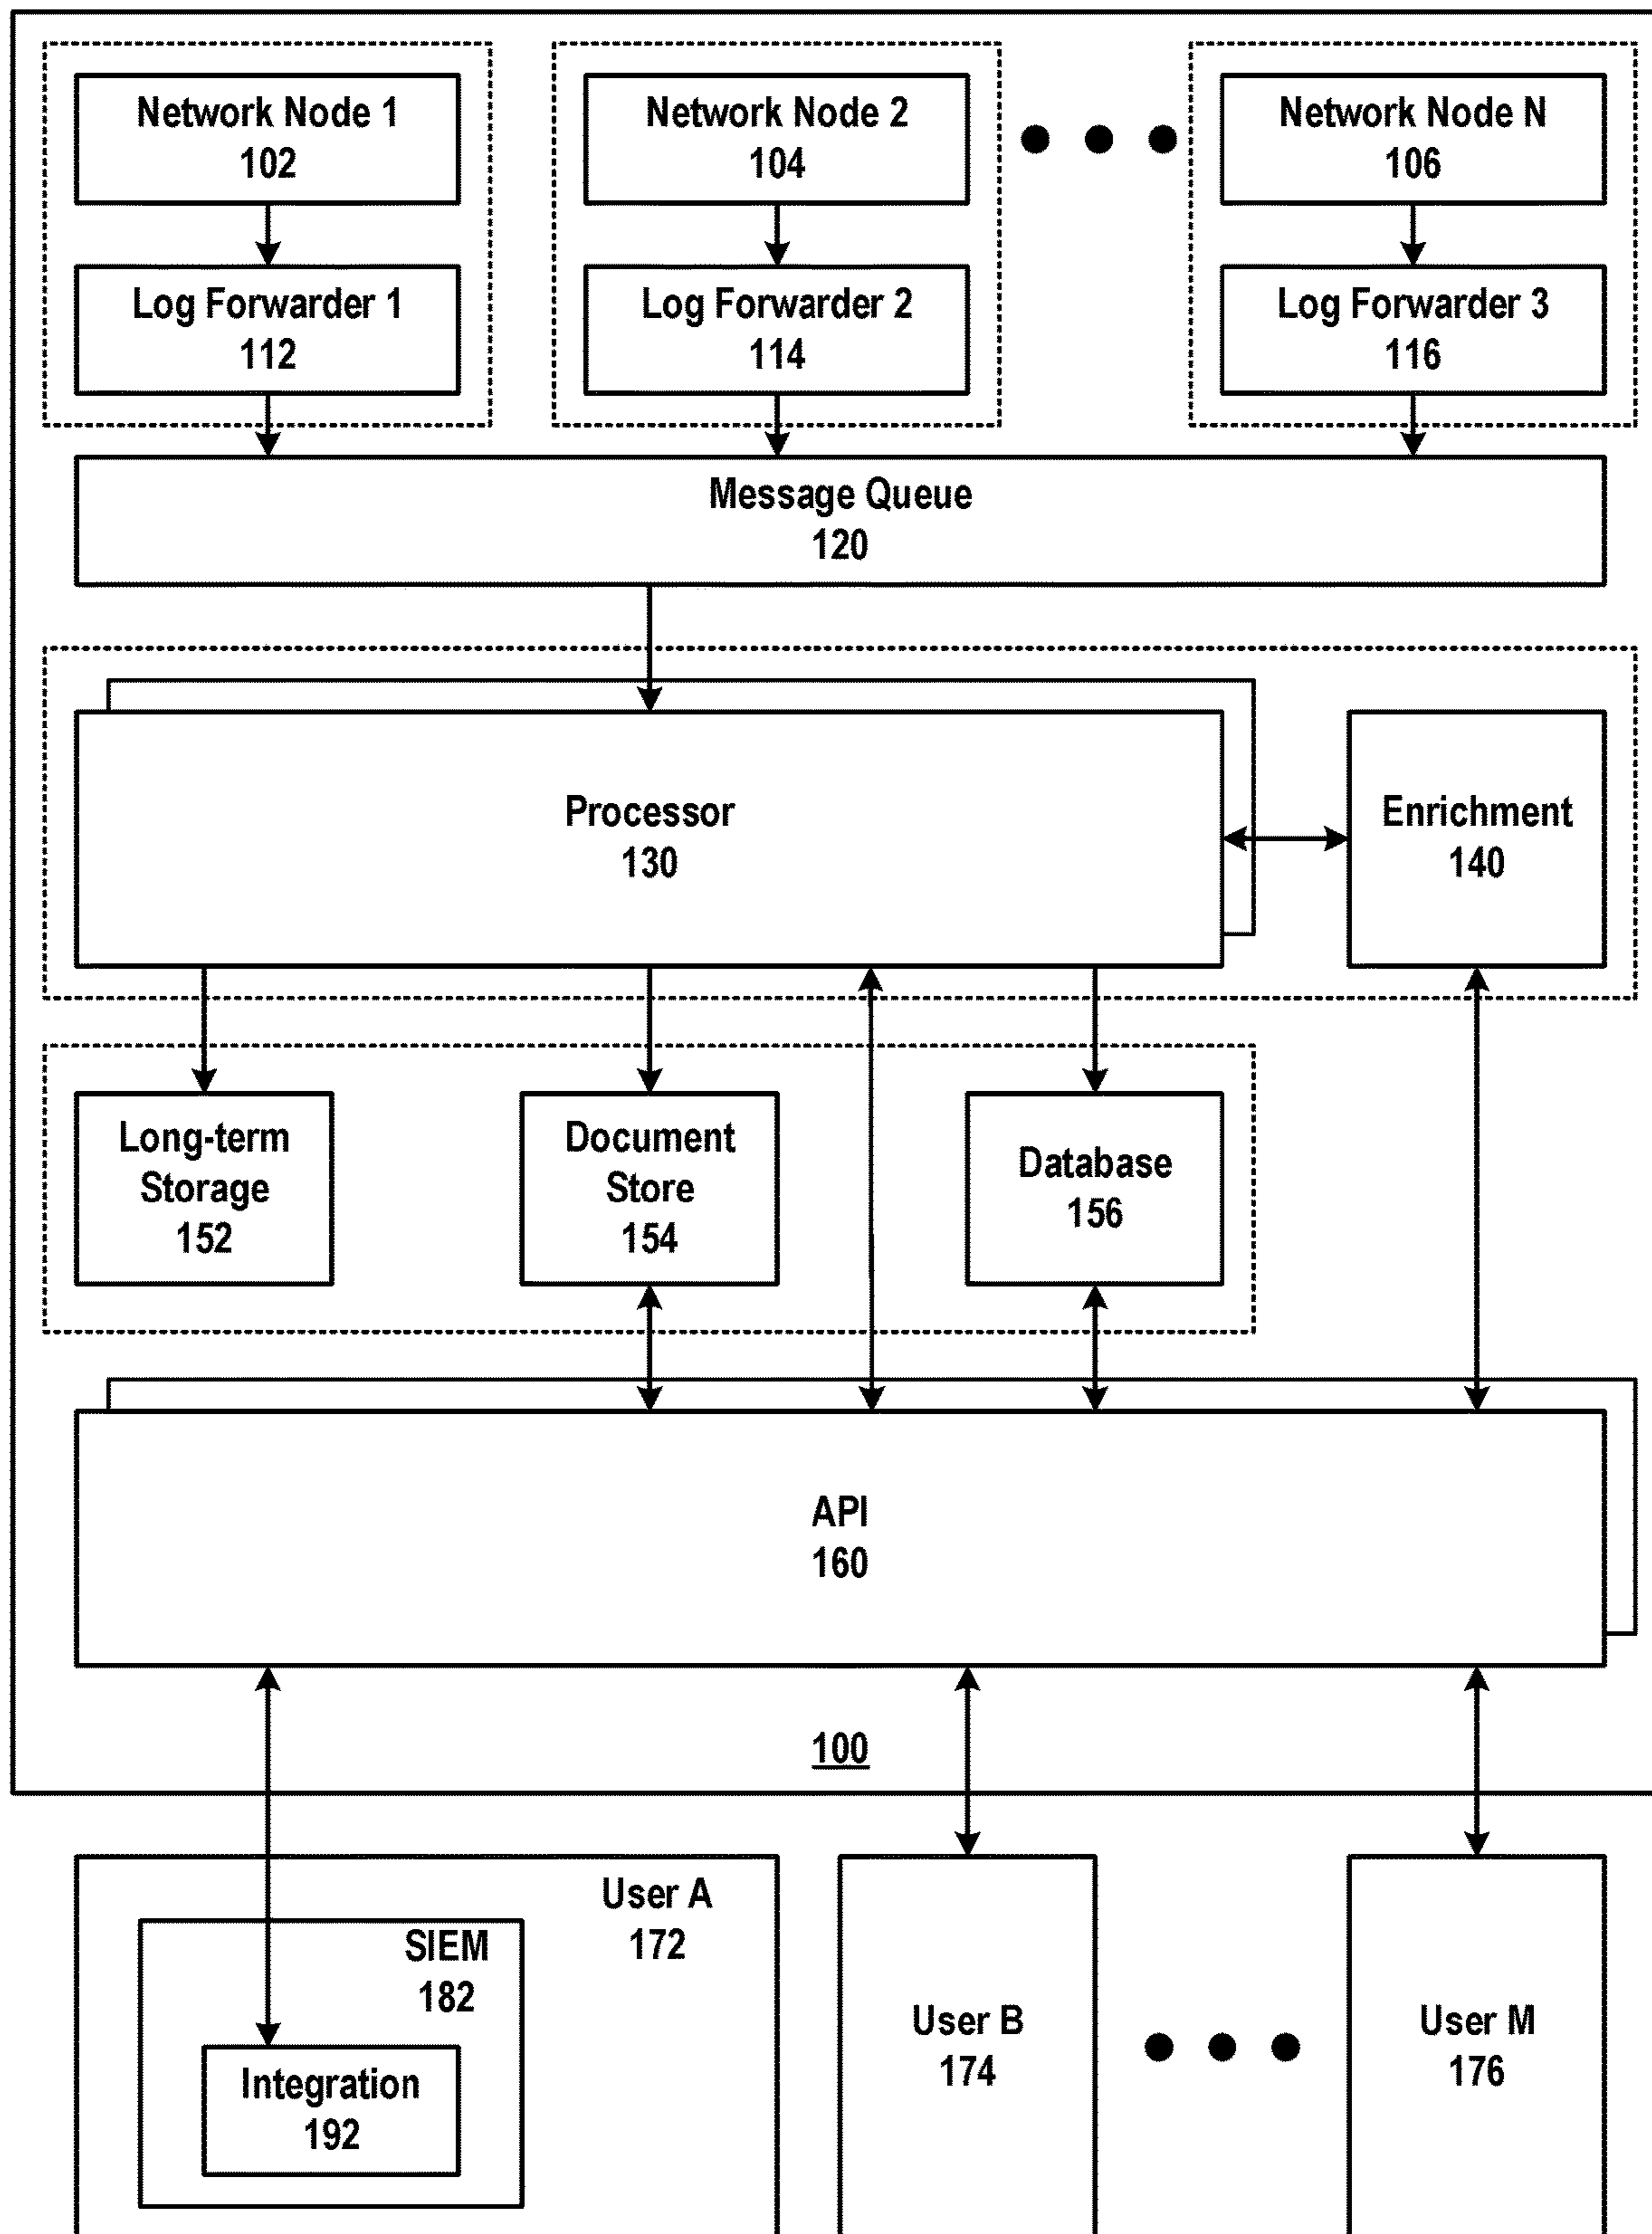 Network Node 1
102
Network Node 2
104
Network Node N
106
Log Forwarder 1
112
Log Forwarder 2
114
Log Forwarder 3
116
Message Queue
120
Processor
130
Enrichment
140
Long-term
Storage
152
Document
Store
154
Database
156
API
160
100
User A
172
SIEM
182
Integration
192
User B
174
User M
176